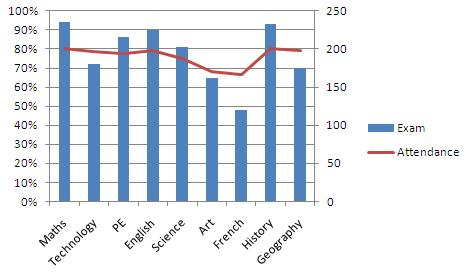 100%
90%
80%
70%
60%
50%
40%
30%
20%
10%
0%
250
200
150
100
50
0
Maths
Technology
PE
English
Science
Art
French
History
Geography
Exam
Attendance